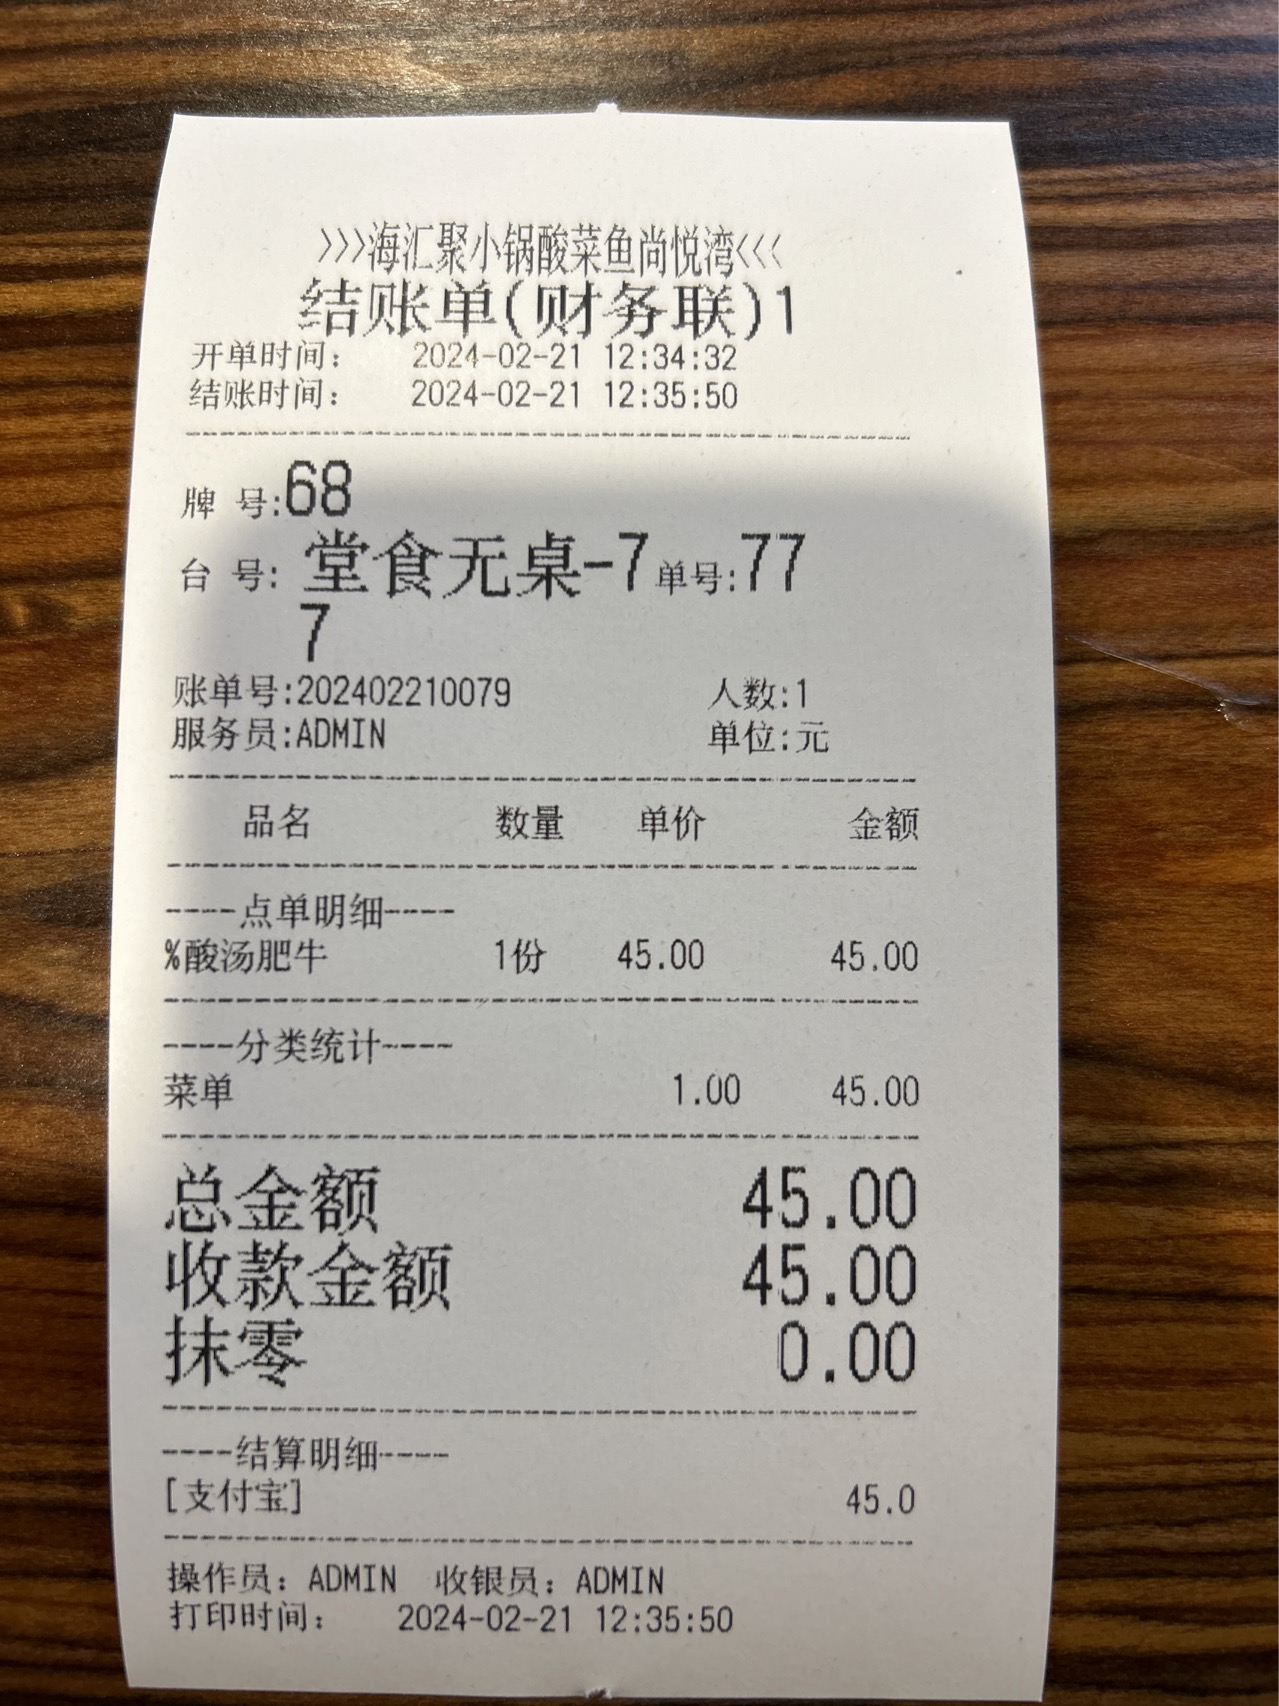 >>>海汇聚小锅酸菜鱼尚悦湾<<<
结账单(财务联)1
开单时间： 2024-02-21 12:34:32
结账时间： 2024-02-21 12:35:50
牌 号:68
台 号: 堂食无桌-7 单号:77
7
账单号:202402210079 人数:1
服务员:ADMIN 单位:元
品名 数量 单价 金额
----点单明细----
%酸汤肥牛 1份 45.00 45.00
----分类统计----
菜单 1.00 45.00
总金额 45.00
收款金额 45.00
抹零 0.00
----结算明细----
[支付宝] 45.0
操作员：ADMIN 收银员：ADMIN
打印时间： 2024-02-21 12:35:50